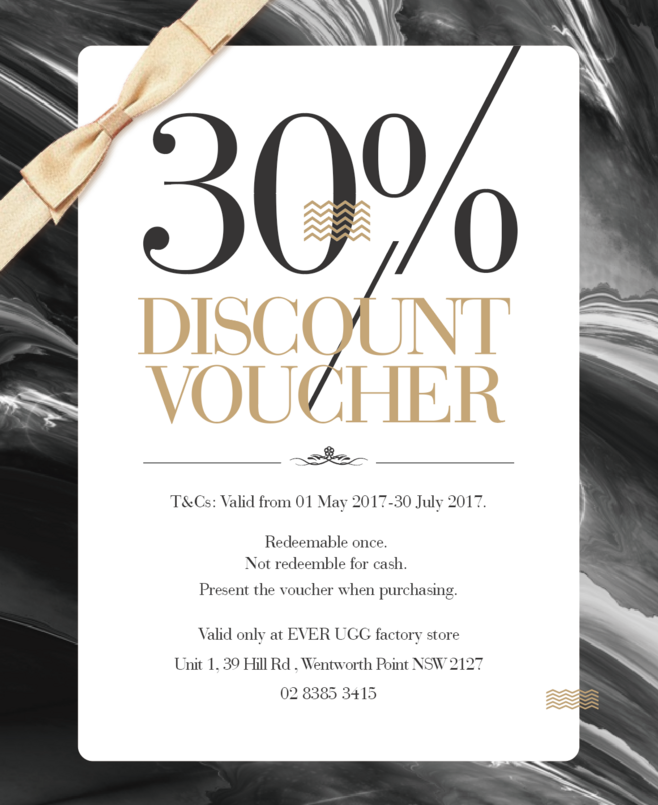 30%
DISCOUNT
VOUCHER
T&Cs: Valid from 01 May 2017-30 July 2017.
Redeemable once.
Not redeemble for cash.
Present the voucher when purchasing.
Valid only at EVER UGG factory store
Unit 1, 39 Hill Rd , Wentworth Point NSW 2127
02 8385 3415